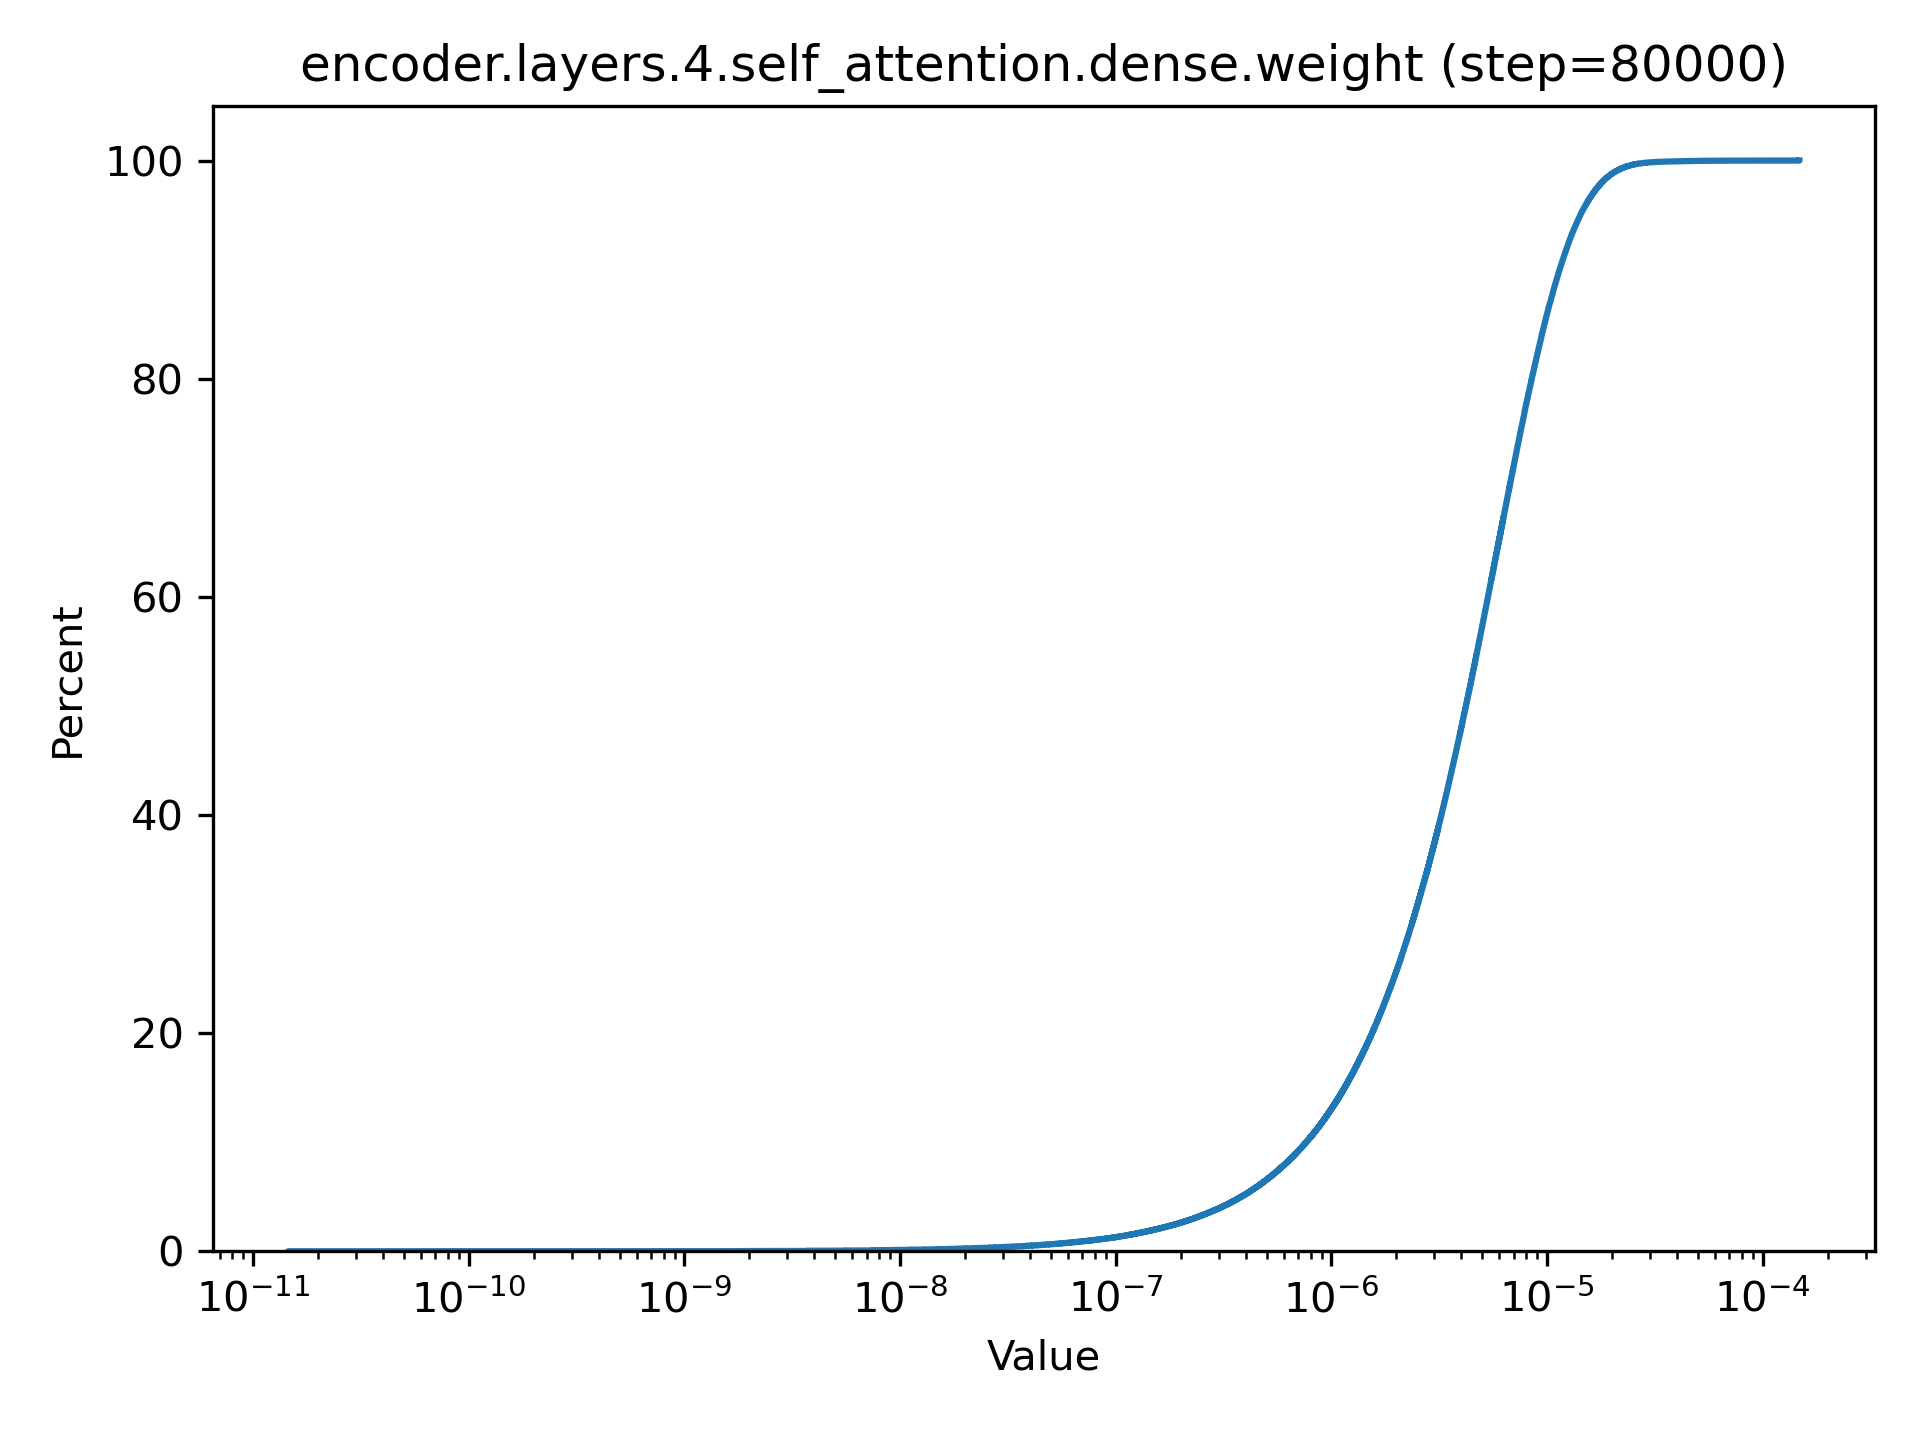 encoder.layers.4.self_attention.dense.weight (step=80000)
100
80
60
40
20
0
Percent
10⁻¹¹ 10⁻¹⁰ 10⁻⁹ 10⁻⁸ 10⁻⁷ 10⁻⁶ 10⁻⁵ 10⁻⁴
Value